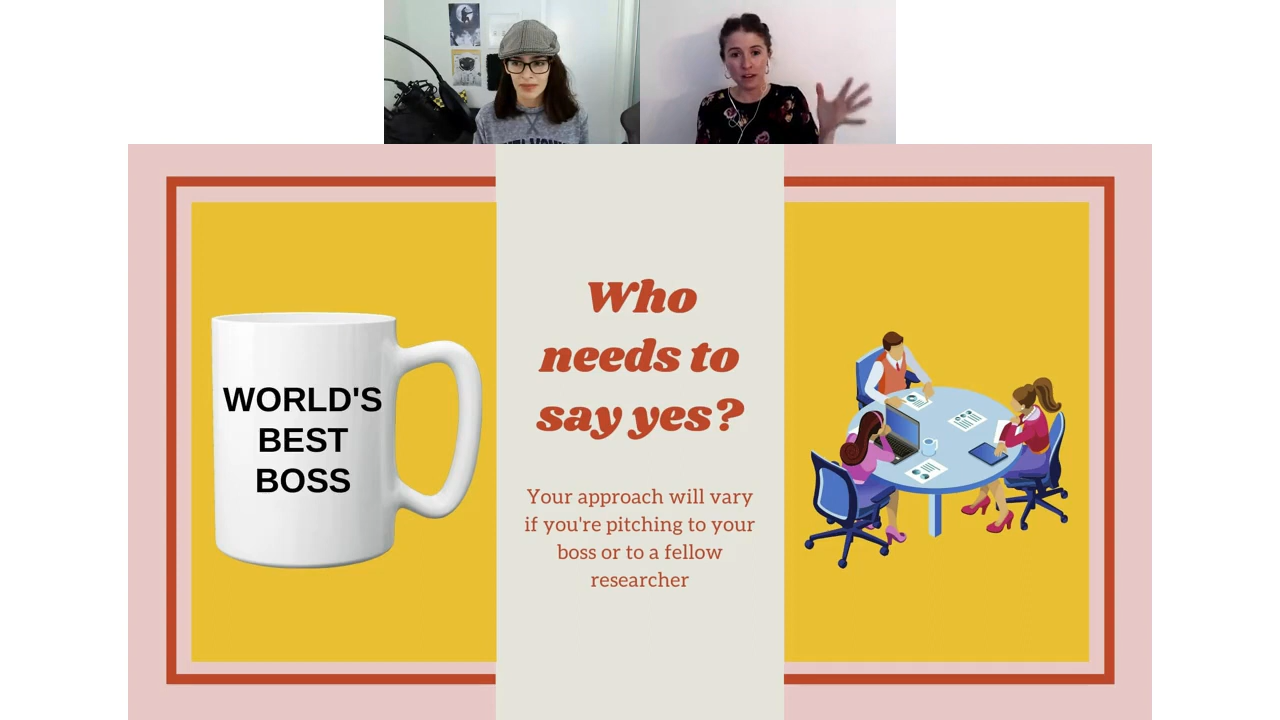 WORLD'S
BEST
BOSS
Who
needs to
say yes?
Your approach will vary
if you're pitching to your
boss or to a fellow
researcher